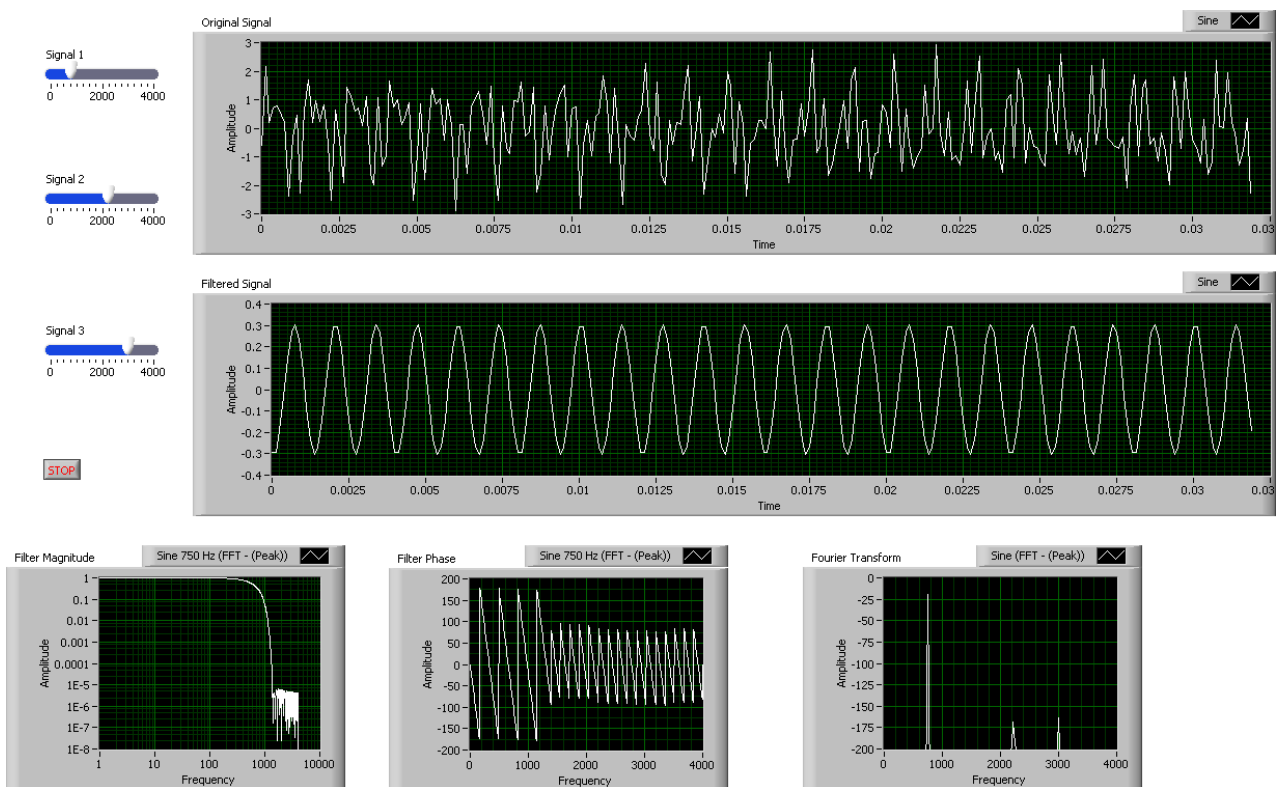 Original Signal
Sine
Signal 1
0 2000 4000
Signal 2
0 2000 4000
Amplitude
3
2
1
0
-1
-2
-3
0 0.0025 0.005 0.0075 0.01 0.0125 0.015 0.0175 0.02 0.0225 0.025 0.0275 0.03 0.03
Time
Filtered Signal
Sine
Signal 3
0 2000 4000
STOP
Amplitude
0.4
0.3
0.2
0.1
0
-0.1
-0.2
-0.3
-0.4
0 0.0025 0.005 0.0075 0.01 0.0125 0.015 0.0175 0.02 0.0225 0.025 0.0275 0.03 0.03
Time
Filter Magnitude
Sine 750 Hz (FFT - (Peak))
Amplitude
1
0.1
0.01
0.001
0.0001
1E-5
1E-6
1E-7
1E-8
1 10 100 1000 10000
Frequency
Filter Phase
Sine 750 Hz (FFT - (Peak))
Amplitude
200
150
100
50
0
-50
-100
-150
-200
0 1000 2000 3000 4000
Frequency
Fourier Transform
Sine (FFT - (Peak))
Amplitude
0
-25
-50
-75
-100
-125
-150
-175
-200
0 1000 2000 3000 4000
Frequency